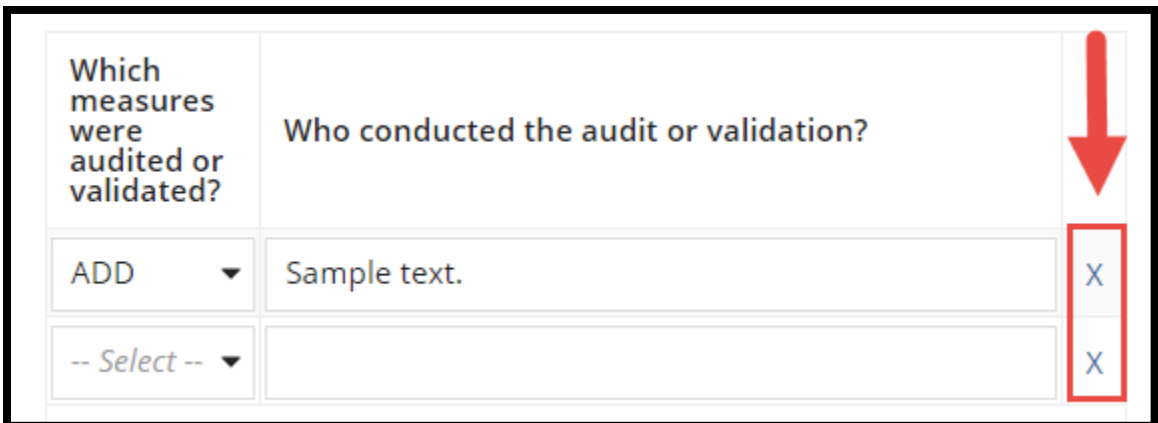 Which
measures
were
audited or
validated?
Who conducted the audit or validation?
ADD
Sample text.
X
-- Select --
X